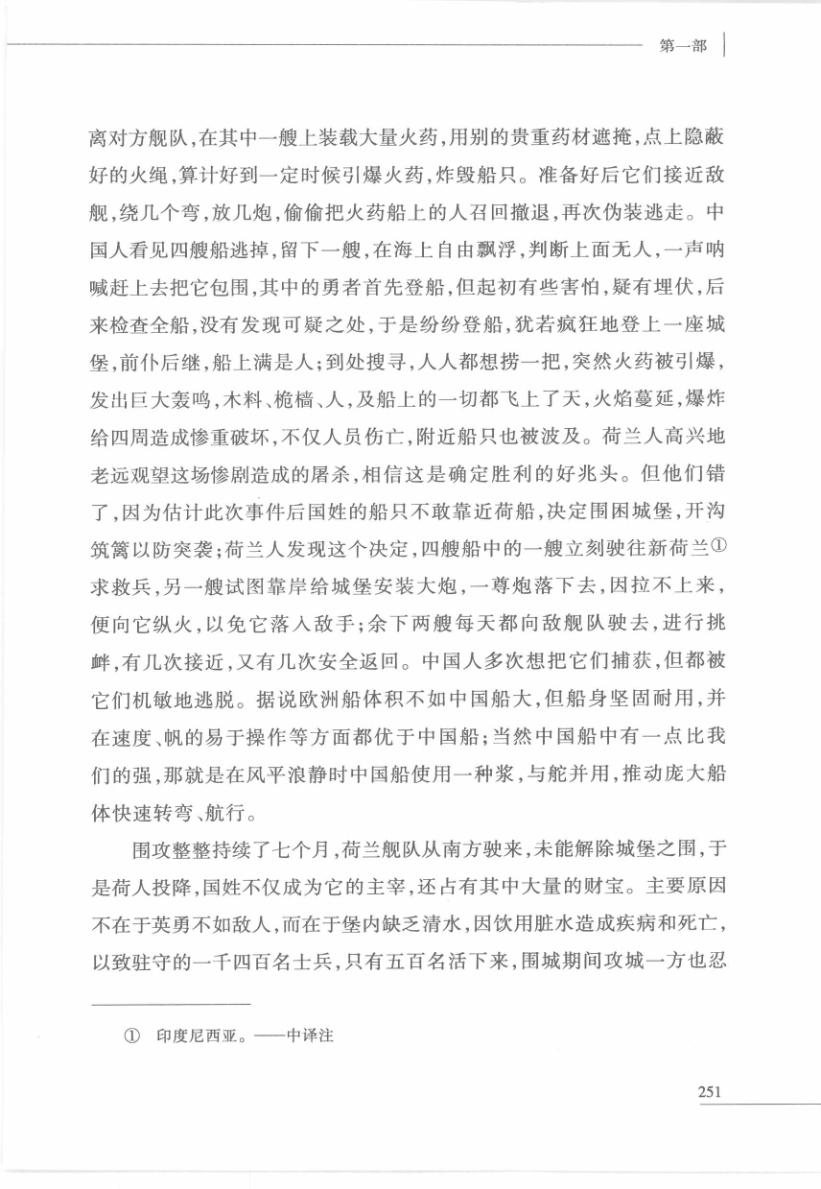 第一部
离对方舰队,在其中一艘上装载大量火药,用别的贵重药材遮掩,点上隐蔽
好的火绳,算计好到一定时候引爆火药,炸毁船只。准备好后它们接近敌
舰,绕几个弯,放几炮,偷偷把火药船上的人召回撤退,再次伪装逃走。中
国人看见四艘船逃掉,留下一艘,在海上自由飘浮,判断上面无人,一声呐
喊赶上去把它包围,其中的勇者首先登船,但起初有些害怕,疑有埋伏,后
来检查全船,没有发现可疑之处,于是纷纷登船,犹若疯狂地登上一座城
堡,前仆后继,船上满是人;到处搜寻,人人都想捞一把,突然火药被引爆,
发出巨大轰鸣,木料、桅樯、人,及船上的一切都飞上了天,火焰蔓延,爆炸
给四周造成惨重破坏,不仅人员伤亡,附近船只也被波及。荷兰人高兴地
老远观望这场惨剧造成的屠杀,相信这是确定胜利的好兆头。但他们错
了,因为估计此次事件后国姓的船只不敢靠近荷船,决定围困城堡,开沟
筑篱以防突袭;荷兰人发现这个决定,四艘船中的一艘立刻驶往新荷兰①
求救兵,另一艘试图靠岸给城堡安装大炮,一尊炮落下去,因拉不上来,
便向它纵火,以免它落入敌手;余下两艘每天都向敌舰队驶去,进行挑
衅,有几次接近,又有几次安全返回。中国人多次想把它们捕获,但都被
它们机敏地逃脱。据说欧洲船体积不如中国船大,但船身坚固耐用,并
在速度、帆的易于操作等方面都优于中国船;当然中国船中有一点比我
们的强,那就是在风平浪静时中国船使用一种桨,与舵并用,推动庞大船
体快速转弯、航行。
围攻整整持续了七个月,荷兰舰队从南方驶来,未能解除城堡之围,于
是荷人投降,国姓不仅成为它的主宰,还占有其中大量的财宝。主要原因
不在于英勇不如敌人,而在于堡内缺乏清水,因饮用脏水造成疾病和死亡,
以致驻守的一千四百名士兵,只有五百名活下来,围城期间攻城一方也忍
① 印度尼西亚。——中译注
251